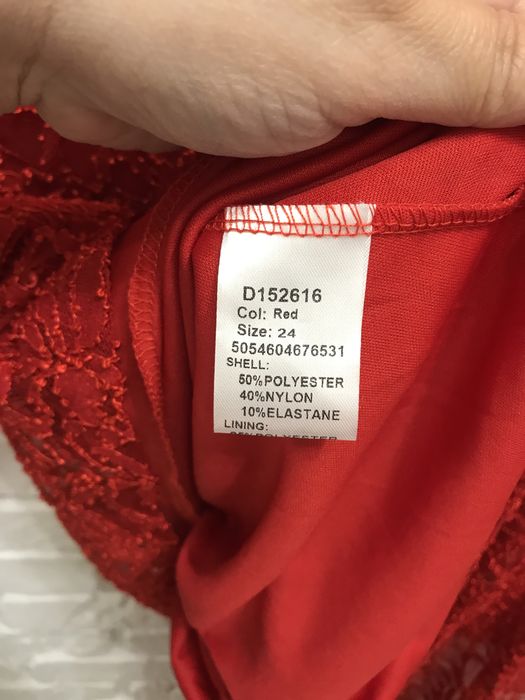 D152616
Col: Red
Size: 24
5054604676531
SHELL:
50%POLYESTER
40%NYLON
10%ELASTANE
LINING: